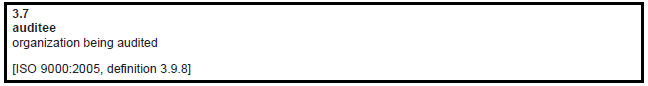 3.7
auditee
organization being audited
[ISO 9000:2005, definition 3.9.8]